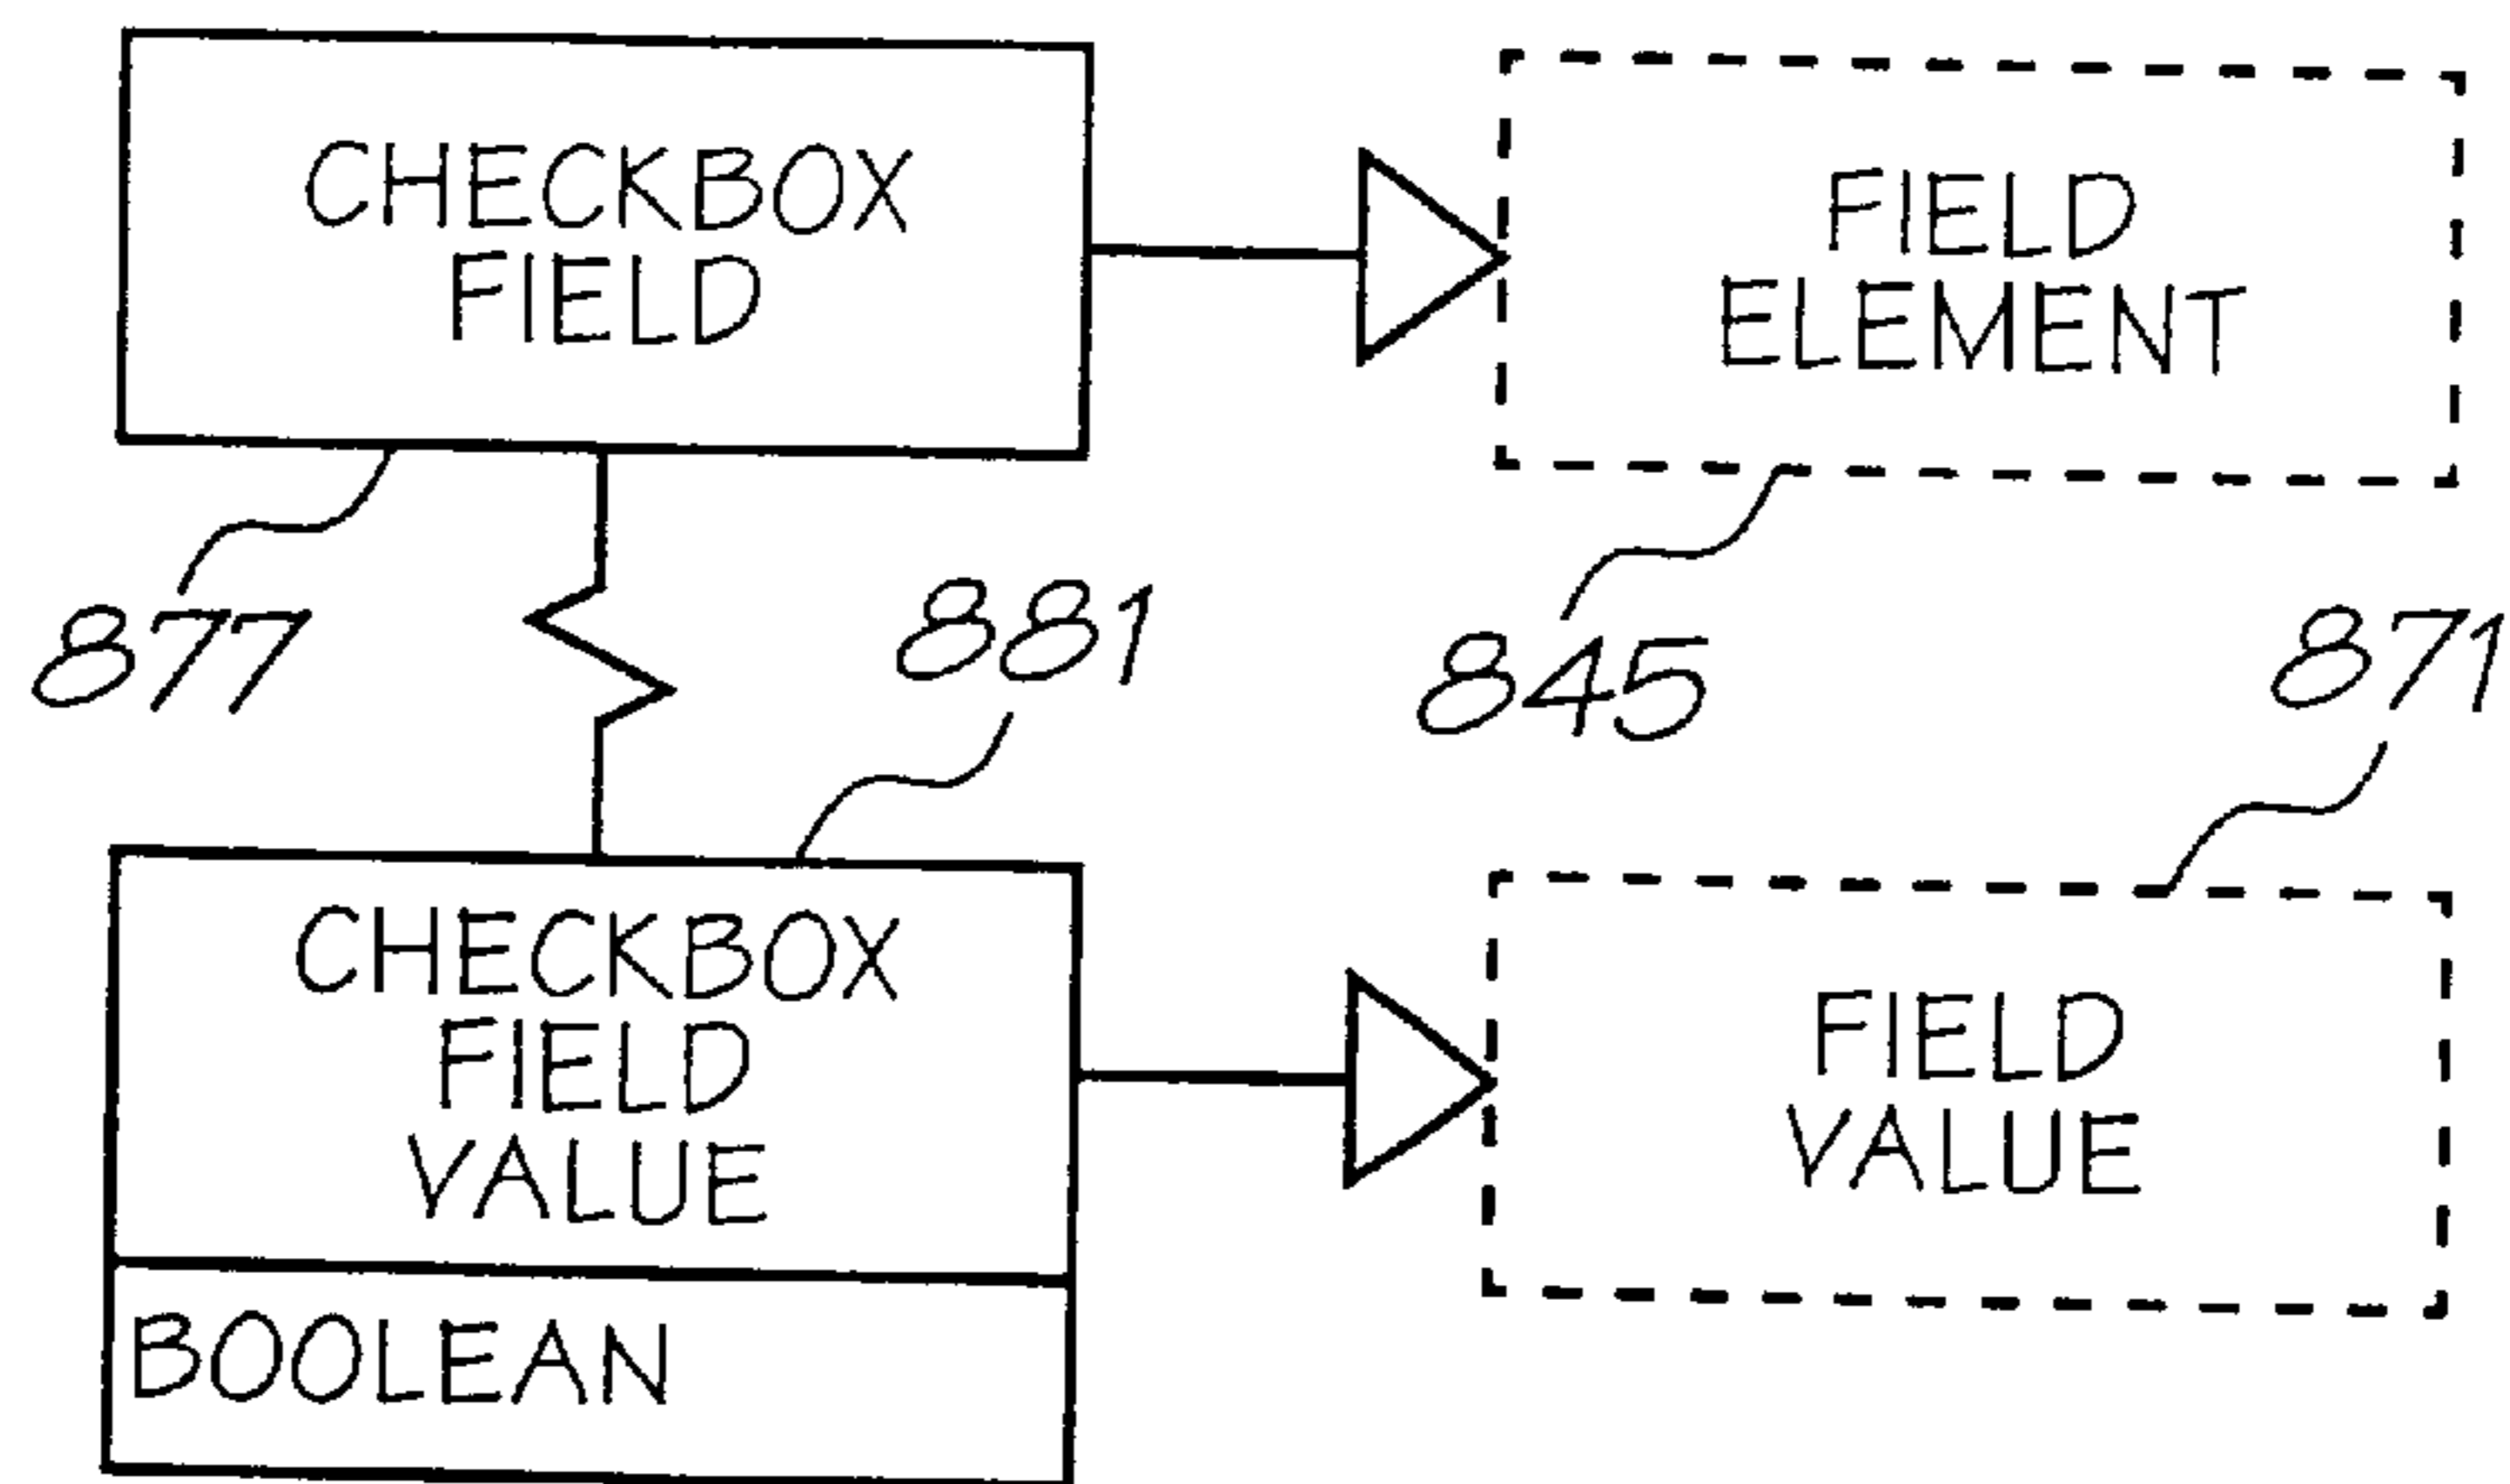 CHECKBOX
FIELD
FIELD
ELEMENT
877
881
845
871
CHECKBOX
FIELD
VALUE
FIELD
VALUE
BOOLEAN